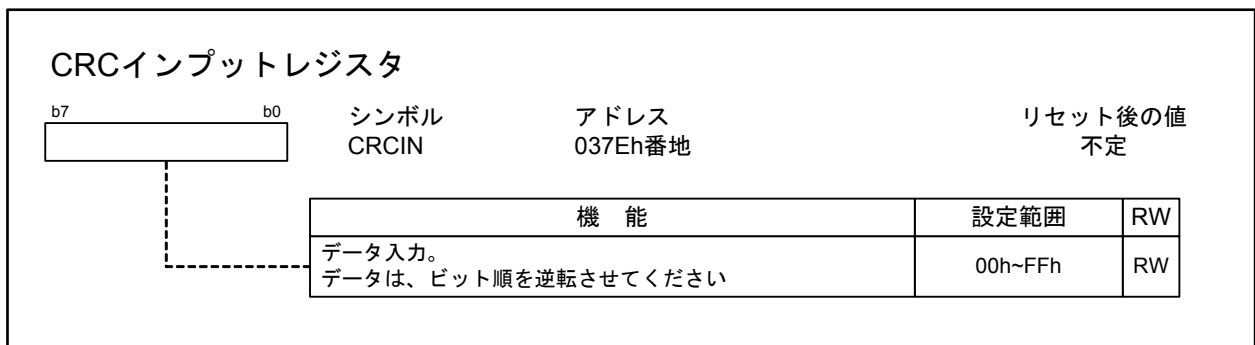 CRCインプットレジスタ
b7 b0 シンボル アドレス リセット後の値
CRCIN 037Eh番地 不定
機 能 設定範囲 RW
データ入力。
データは、ビット順を逆転させてください 00h~FFh RW